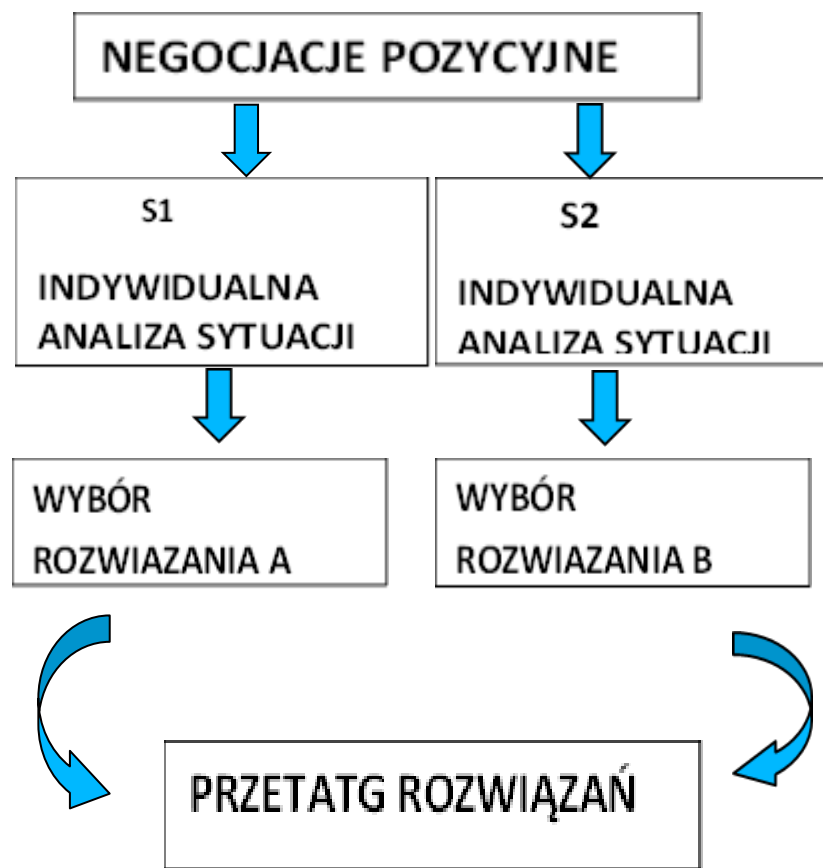 NEGOCJACJE POZYCYJNE
S1
INDYWIDUALNA
ANALIZA SYTUACJI
S2
INDYWIDUALNA
ANALIZA SYTUACJI
WYBÓR
ROZWIAZANIA A
WYBÓR
ROZWIAZANIA B
PRZETATG ROZWIĄZAŃ